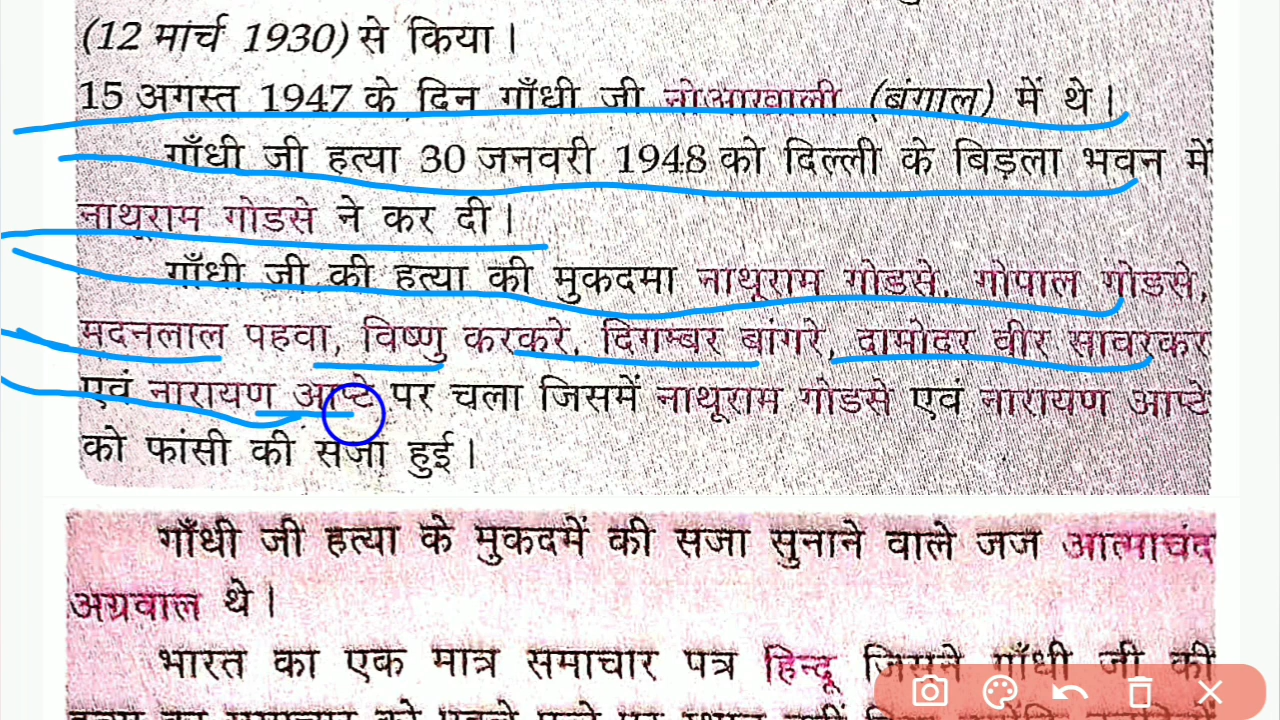 (12 मार्च 1930) से किया।
15 अगस्त 1947 के दिन गाँधी जी नोआखाली (बंगाल) में थे।
गाँधी जी हत्या 30 जनवरी 1948 को दिल्ली के बिड़ला भवन में
नाथूराम गोडसे ने कर दी।
गाँधी जी की हत्या की मुकदमा नाथूराम गोडसे, गोपाल गोडसे,
मदनलाल पहवा, विष्णु करकरे, दिगम्बर बांगरे, दामोदर वीर सावरकर
एवं नारायण आप्टे पर चला जिसमें नाथूराम गोडसे एवं नारायण आप्टे
को फांसी की सजा हुई।
गाँधी जी हत्या के मुकदमें की सजा सुनाने वाले जज आत्माचंद
अग्रवाल थे।
भारत का एक मात्र समाचार पत्र हिन्दू जिसने गाँधी जी की